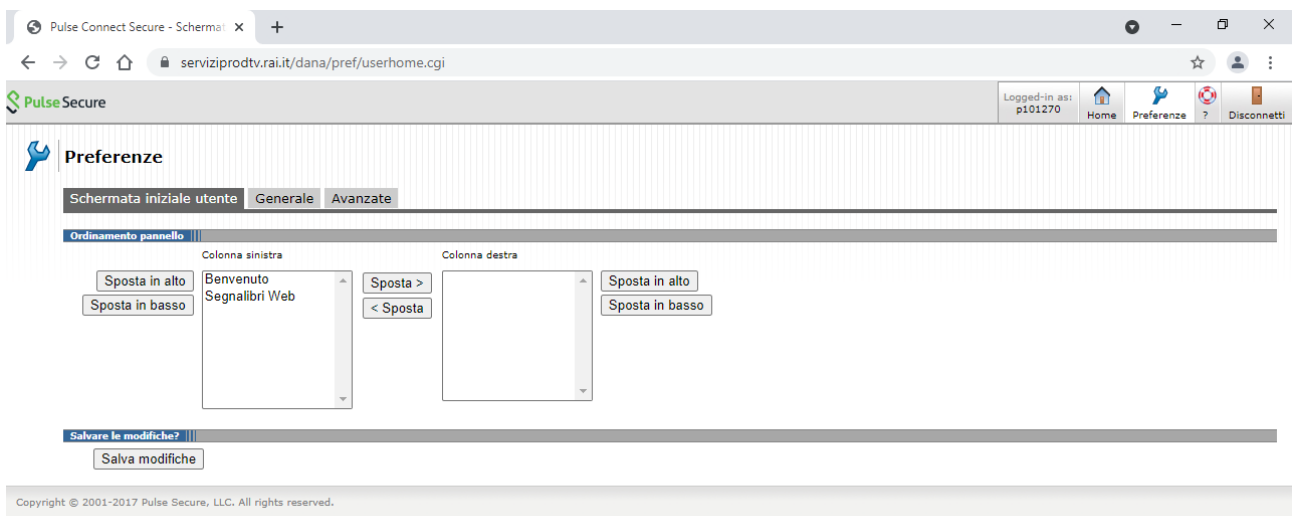 Pulse Connect Secure - Schermat
serviziprodtv.rai.it/dana/pref/userhome.cgi
Pulse Secure
Logged-in as:
p101270
Home
Preferenze
?
Disconnetti
Preferenze
Schermata iniziale utente Generale Avanzate
Ordinamento pannello
Colonna sinistra Colonna destra
Sposta in alto
Sposta in basso
Benvenuto
Segnalibri Web
Sposta >
< Sposta
Sposta in alto
Sposta in basso
Salvare le modifiche?
Salva modifiche
Copyright © 2001-2017 Pulse Secure, LLC. All rights reserved.